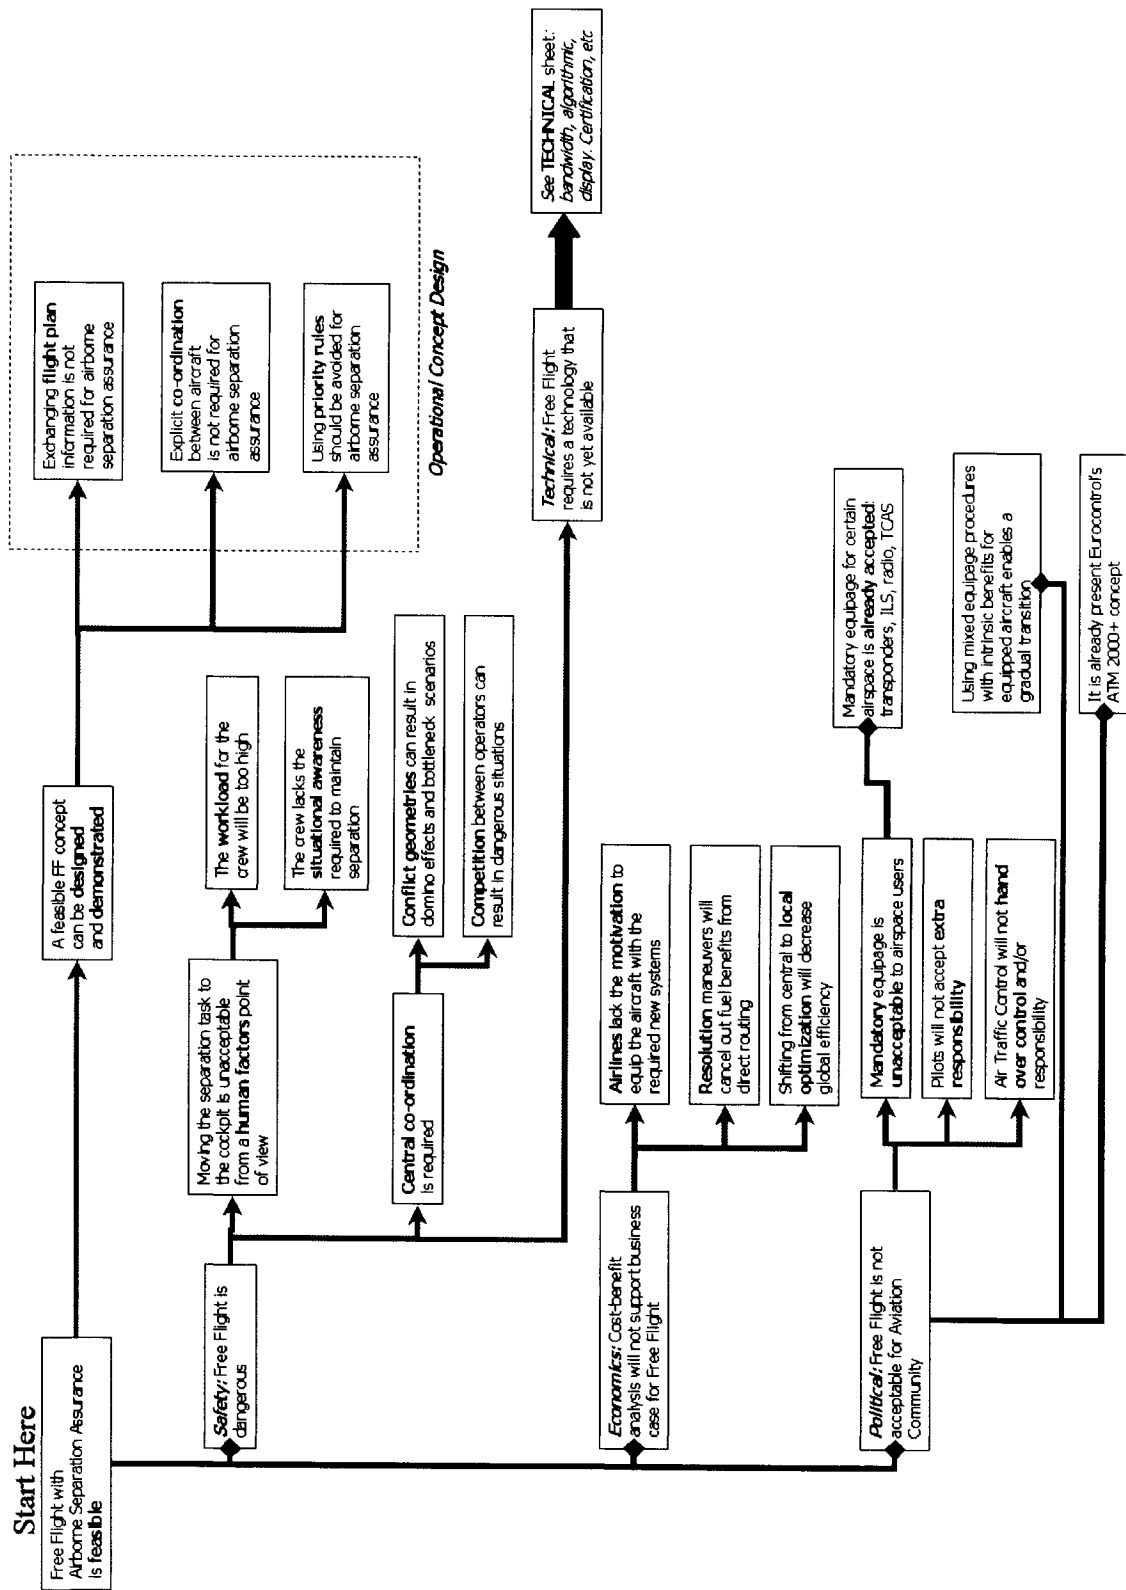 Start Here
Free Flight with
Airborne Separation Assurance
is feasible
A feasible FF concept
can be designed
and demonstrated
Exchanging flight plan
information is not
required for airborne
separation assurance
Explicit co-ordination
between aircraft
is not required for
airborne separation
assurance
Using priority rules
should be avoided for
airborne separation
assurance
Operational Concept Design
Safety: Free Flight is
dangerous
Moving the separation task to
the cockpit is unacceptable
from a human factors point
of view
The workload for the
crew will be too high
The crew lacks the
situational awareness
required to maintain
separation
Central co-ordination
is required
Conflict geometries can result in
domino effects and bottleneck scenarios
Competition between operators can
result in dangerous situations
Technical: Free Flight
requires a technology that
is not yet available
See TECHNICAL sheet:
bandwidth, algorithmic,
display. Certification, etc
Economics: Cost-benefit
analysis will not support business
case for Free Flight
Airlines lack the motivation to
equip the aircraft with the
required new systems
Resolution maneuvers will
cancel out fuel benefits from
direct routing
Shifting from central to local
optimization will decrease
global efficiency
Political: Free Flight is not
acceptable for Aviation
Community
Mandatory equipage is
unacceptable to airspace users
Mandatory equipage for certain
airspace is already accepted:
transponders, ILS, radio, TCAS
Pilots will not accept extra
responsibility
Air Traffic Control will not hand
over control and/or
responsibility
Using mixed equipage procedures
with intrinsic benefits for
equipped aircraft enables a
gradual transition
It is already present Eurocontrol's
ATM 2000+ concept